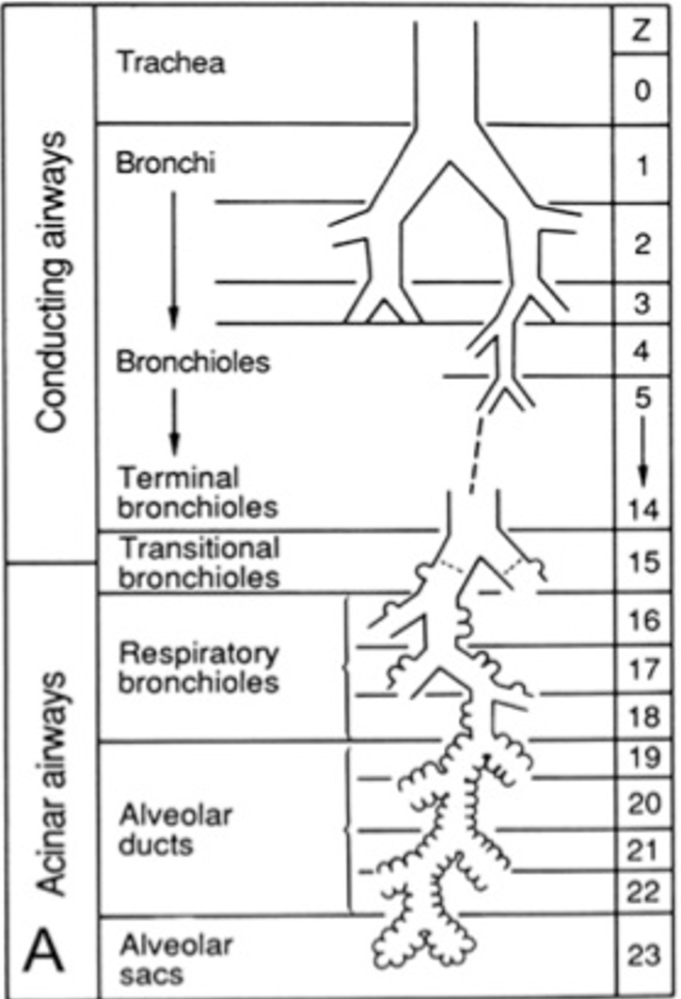 Conducting airways
Acinar airways
A
Trachea
Bronchi
Bronchioles
Terminal
bronchioles
Transitional
bronchioles
Respiratory
bronchioles
Alveolar
ducts
Alveolar
sacs
Z
0
1
2
3
4
5
14
15
16
17
18
19
20
21
22
23